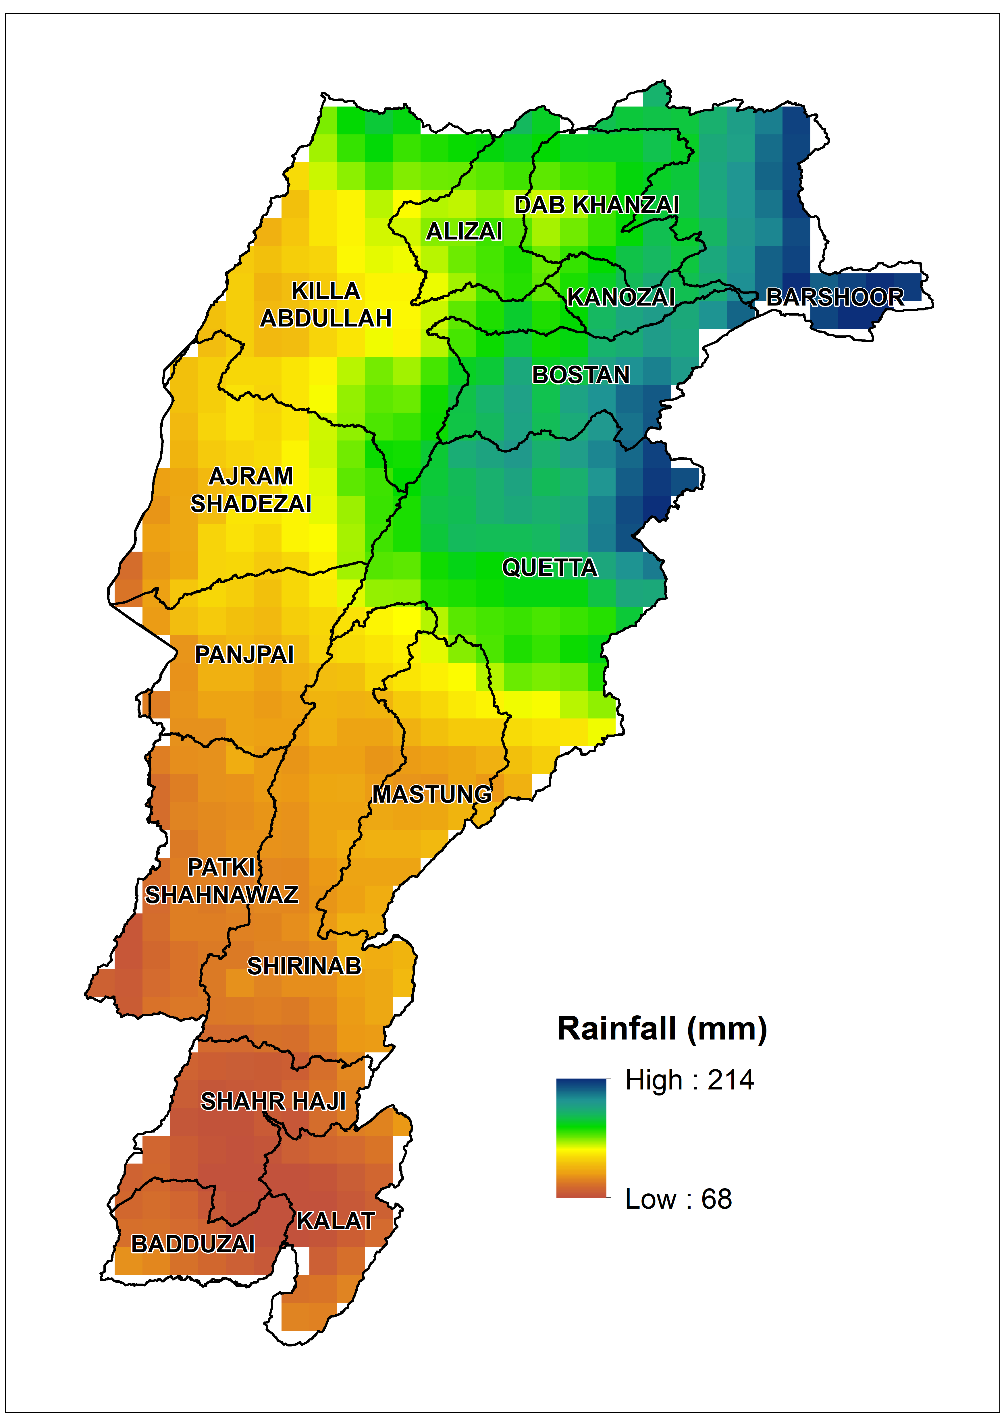 DAB KHANZAI
ALIZAI
KILLA
ABDULLAH
KANOZAI
BARSHOOR
BOSTAN
AJRAM
SHADEZAI
QUETTA
PANJPAI
MASTUNG
PATKI
SHAHNAWAZ
SHIRINAB
Rainfall (mm)
High : 214
Low : 68
SHAHR HAJI
KALAT
BADDUZAI